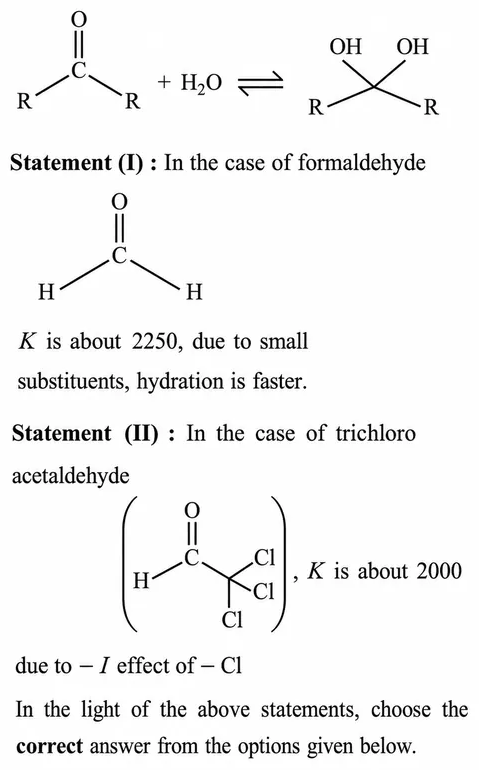 O
C
R R + H₂O ⇌ OH OH
R R
Statement (I) : In the case of formaldehyde
O
C
H H
K is about 2250, due to small
substituents, hydration is faster.
Statement (II) : In the case of trichloro
acetaldehyde
O
C Cl
H Cl , K is about 2000
Cl
due to – I effect of – Cl
In the light of the above statements, choose the
correct answer from the options given below.